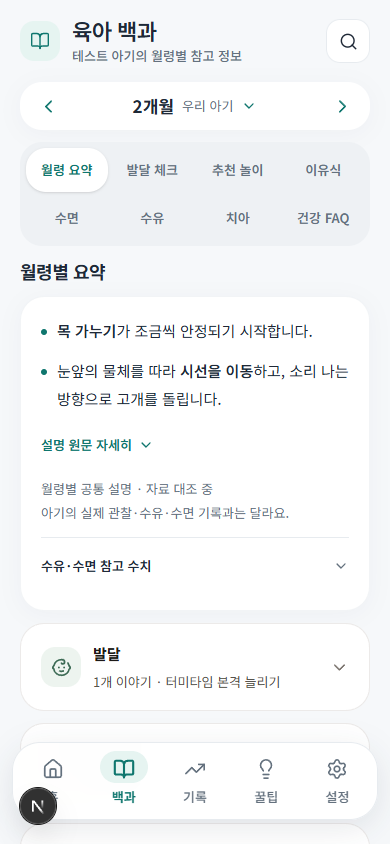 육아 백과
테스트 아기의 월령별 참고 정보
2개월 우리 아기
월령 요약 발달 체크 추천 놀이 이유식
수면 수유 치아 건강 FAQ
월령별 요약
목 가누기가 조금씩 안정되기 시작합니다.
눈앞의 물체를 따라 시선을 이동하고, 소리 나는
방향으로 고개를 돌립니다.
설명 원문 자세히
월령별 공통 설명 · 자료 대조 중
아기의 실제 관찰·수유·수면 기록과는 달라요.
수유·수면 참고 수치
발달
1개 이야기 · 터미타임 본격 늘리기
백과 기록 꿀팁 설정
N